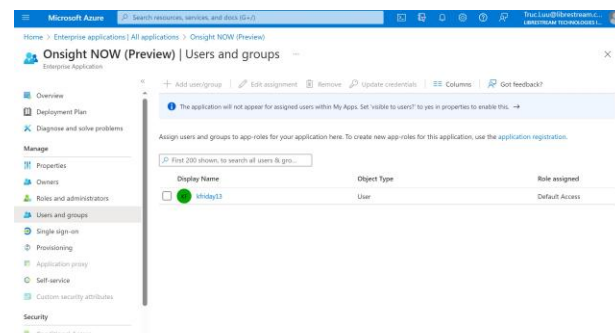 Microsoft Azure
Search resources, services, and docs (G+/)
Truc.Luu@librestream.c...
LIBRESTREAM TECHNOLOGIES I...
Home > Enterprise applications | All applications > Onsight NOW (Preview)
Onsight NOW (Preview) | Users and groups
Enterprise Application
Add user/group
Edit assignment
Remove
Update credentials
Columns
Got feedback?
Overview
Deployment Plan
Diagnose and solve problems
Manage
Properties
Owners
Roles and administrators
Users and groups
Single sign-on
Provisioning
Application proxy
Self-service
Custom security attributes
Security
The application will not appear for assigned users within My Apps. Set 'visible to users?' to yes in properties to enable this. →
Assign users and groups to app-roles for your application here. To create new app-roles for this application, use the application registration.
First 200 shown, to search all users & gro...
Display Name Object Type Role assigned
kfriday13 User Default Access